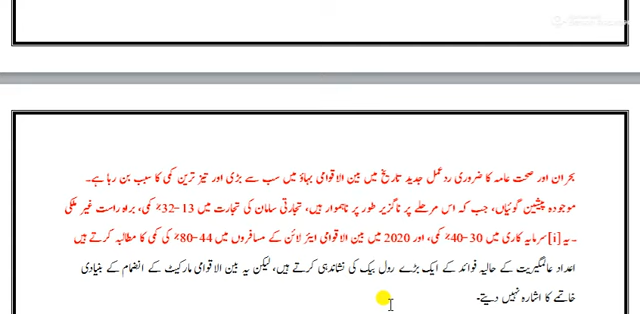 بحران اور صحت عامہ کا ضروری ردعمل جدید تاریخ میں بین الاقوامی بہاؤ میں سب سے بڑی اور تیز ترین کمی کا سبب بن رہا ہے۔
موجودہ پیشین گوئیاں، جب کہ اس مرحلے پر ناگزیر طور پر ناہموار ہیں، تجارتی سامان کی تجارت میں 13-32٪ کمی، براہ راست غیر ملکی
۔یہ[i] سرمایہ کاری میں 30-40٪ کمی، اور 2020 میں بین الاقوامی ایئر لائن کے مسافروں میں 44-80٪ کی کمی کا مطالبہ کرتے ہیں
اعداد عالمگیریت کے حالیہ فوائد کے ایک بڑے رول بیک کی نشاندہی کرتے ہیں، لیکن یہ بین الاقوامی مارکیٹ کے انضمام کے بنیادی
خاتمے کا اشارہ نہیں دیتے۔